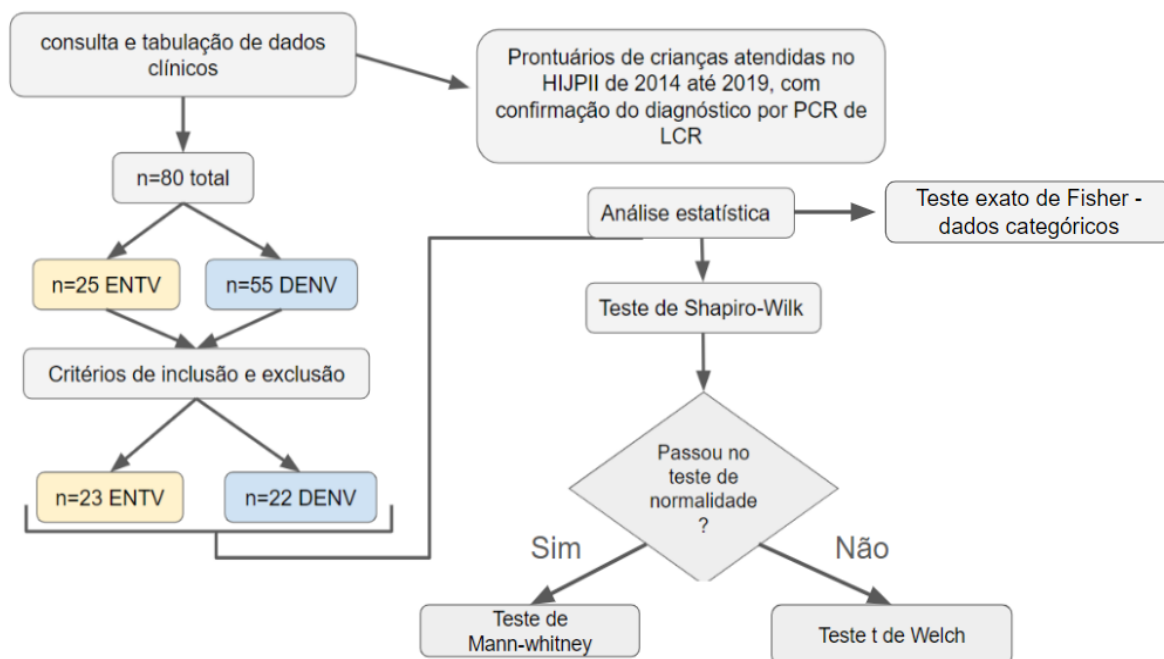 consulta e tabulação de dados
clínicos
Prontuários de crianças atendidas no
HIJPII de 2014 até 2019, com
confirmação do diagnóstico por PCR de
LCR
n=80 total
n=25 ENTV
n=55 DENV
Critérios de inclusão e exclusão
n=23 ENTV
n=22 DENV
Análise estatística
Teste exato de Fisher -
dados categóricos
Teste de Shapiro-Wilk
Passou no
teste de
normalidade
?
Sim
Não
Teste de
Mann-whitney
Teste t de Welch